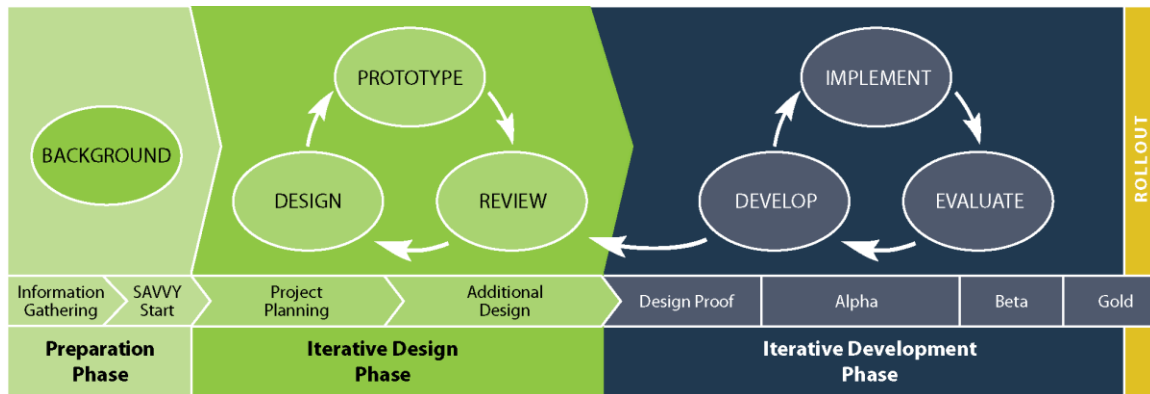 BACKGROUND
PROTOTYPE
DESIGN
REVIEW
IMPLEMENT
DEVELOP
EVALUATE
ROLLOUT
Information
Gathering
SAVVY
Start
Project
Planning
Additional
Design
Design Proof
Alpha
Beta
Gold
Preparation
Phase
Iterative Design
Phase
Iterative Development
Phase